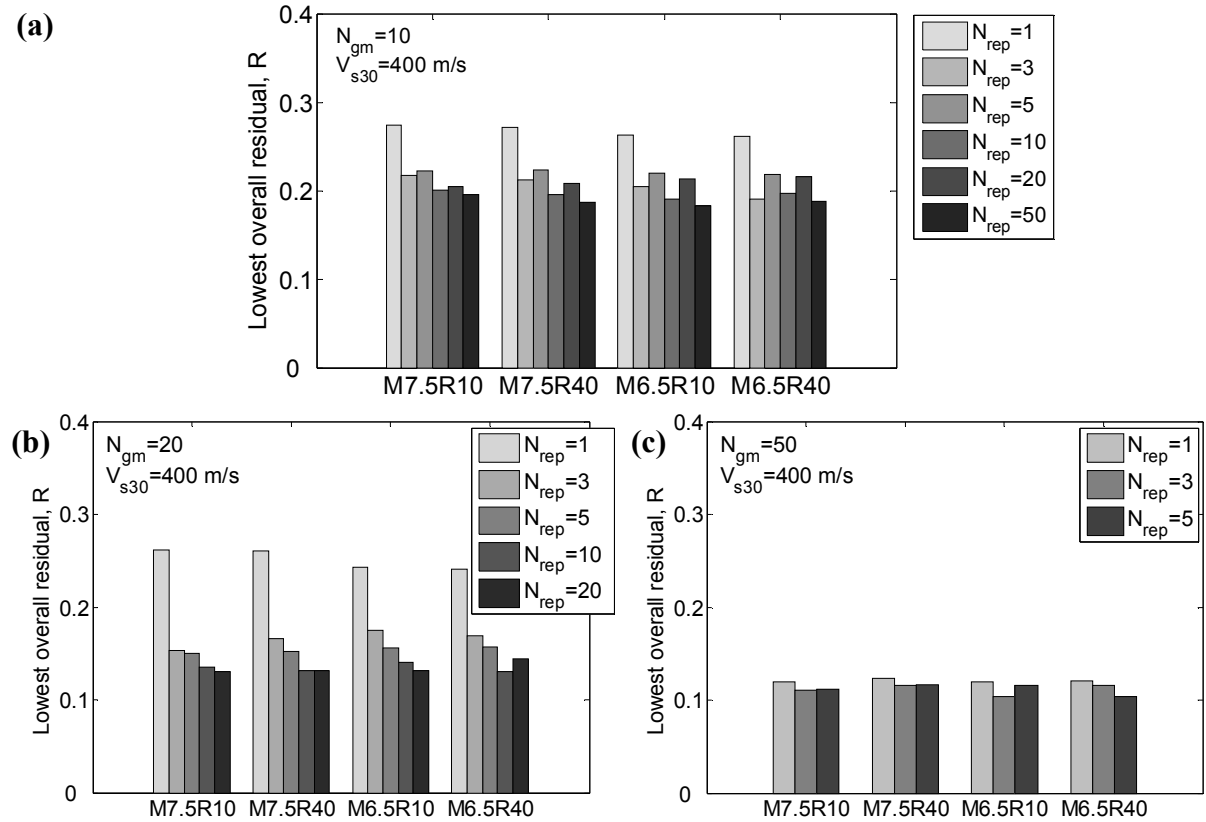 (a)
N_gm=10
V_s30=400 m/s
Lowest overall residual, R
0.4
0.3
0.2
0.1
0
M7.5R10 M7.5R40 M6.5R10 M6.5R40
N_rep=1
N_rep=3
N_rep=5
N_rep=10
N_rep=20
N_rep=50
(b)
N_gm=20
V_s30=400 m/s
Lowest overall residual, R
0.4
0.3
0.2
0.1
0
M7.5R10 M7.5R40 M6.5R10 M6.5R40
N_rep=1
N_rep=3
N_rep=5
N_rep=10
N_rep=20
(c)
N_gm=50
V_s30=400 m/s
Lowest overall residual, R
0.4
0.3
0.2
0.1
0
M7.5R10 M7.5R40 M6.5R10 M6.5R40
N_rep=1
N_rep=3
N_rep=5